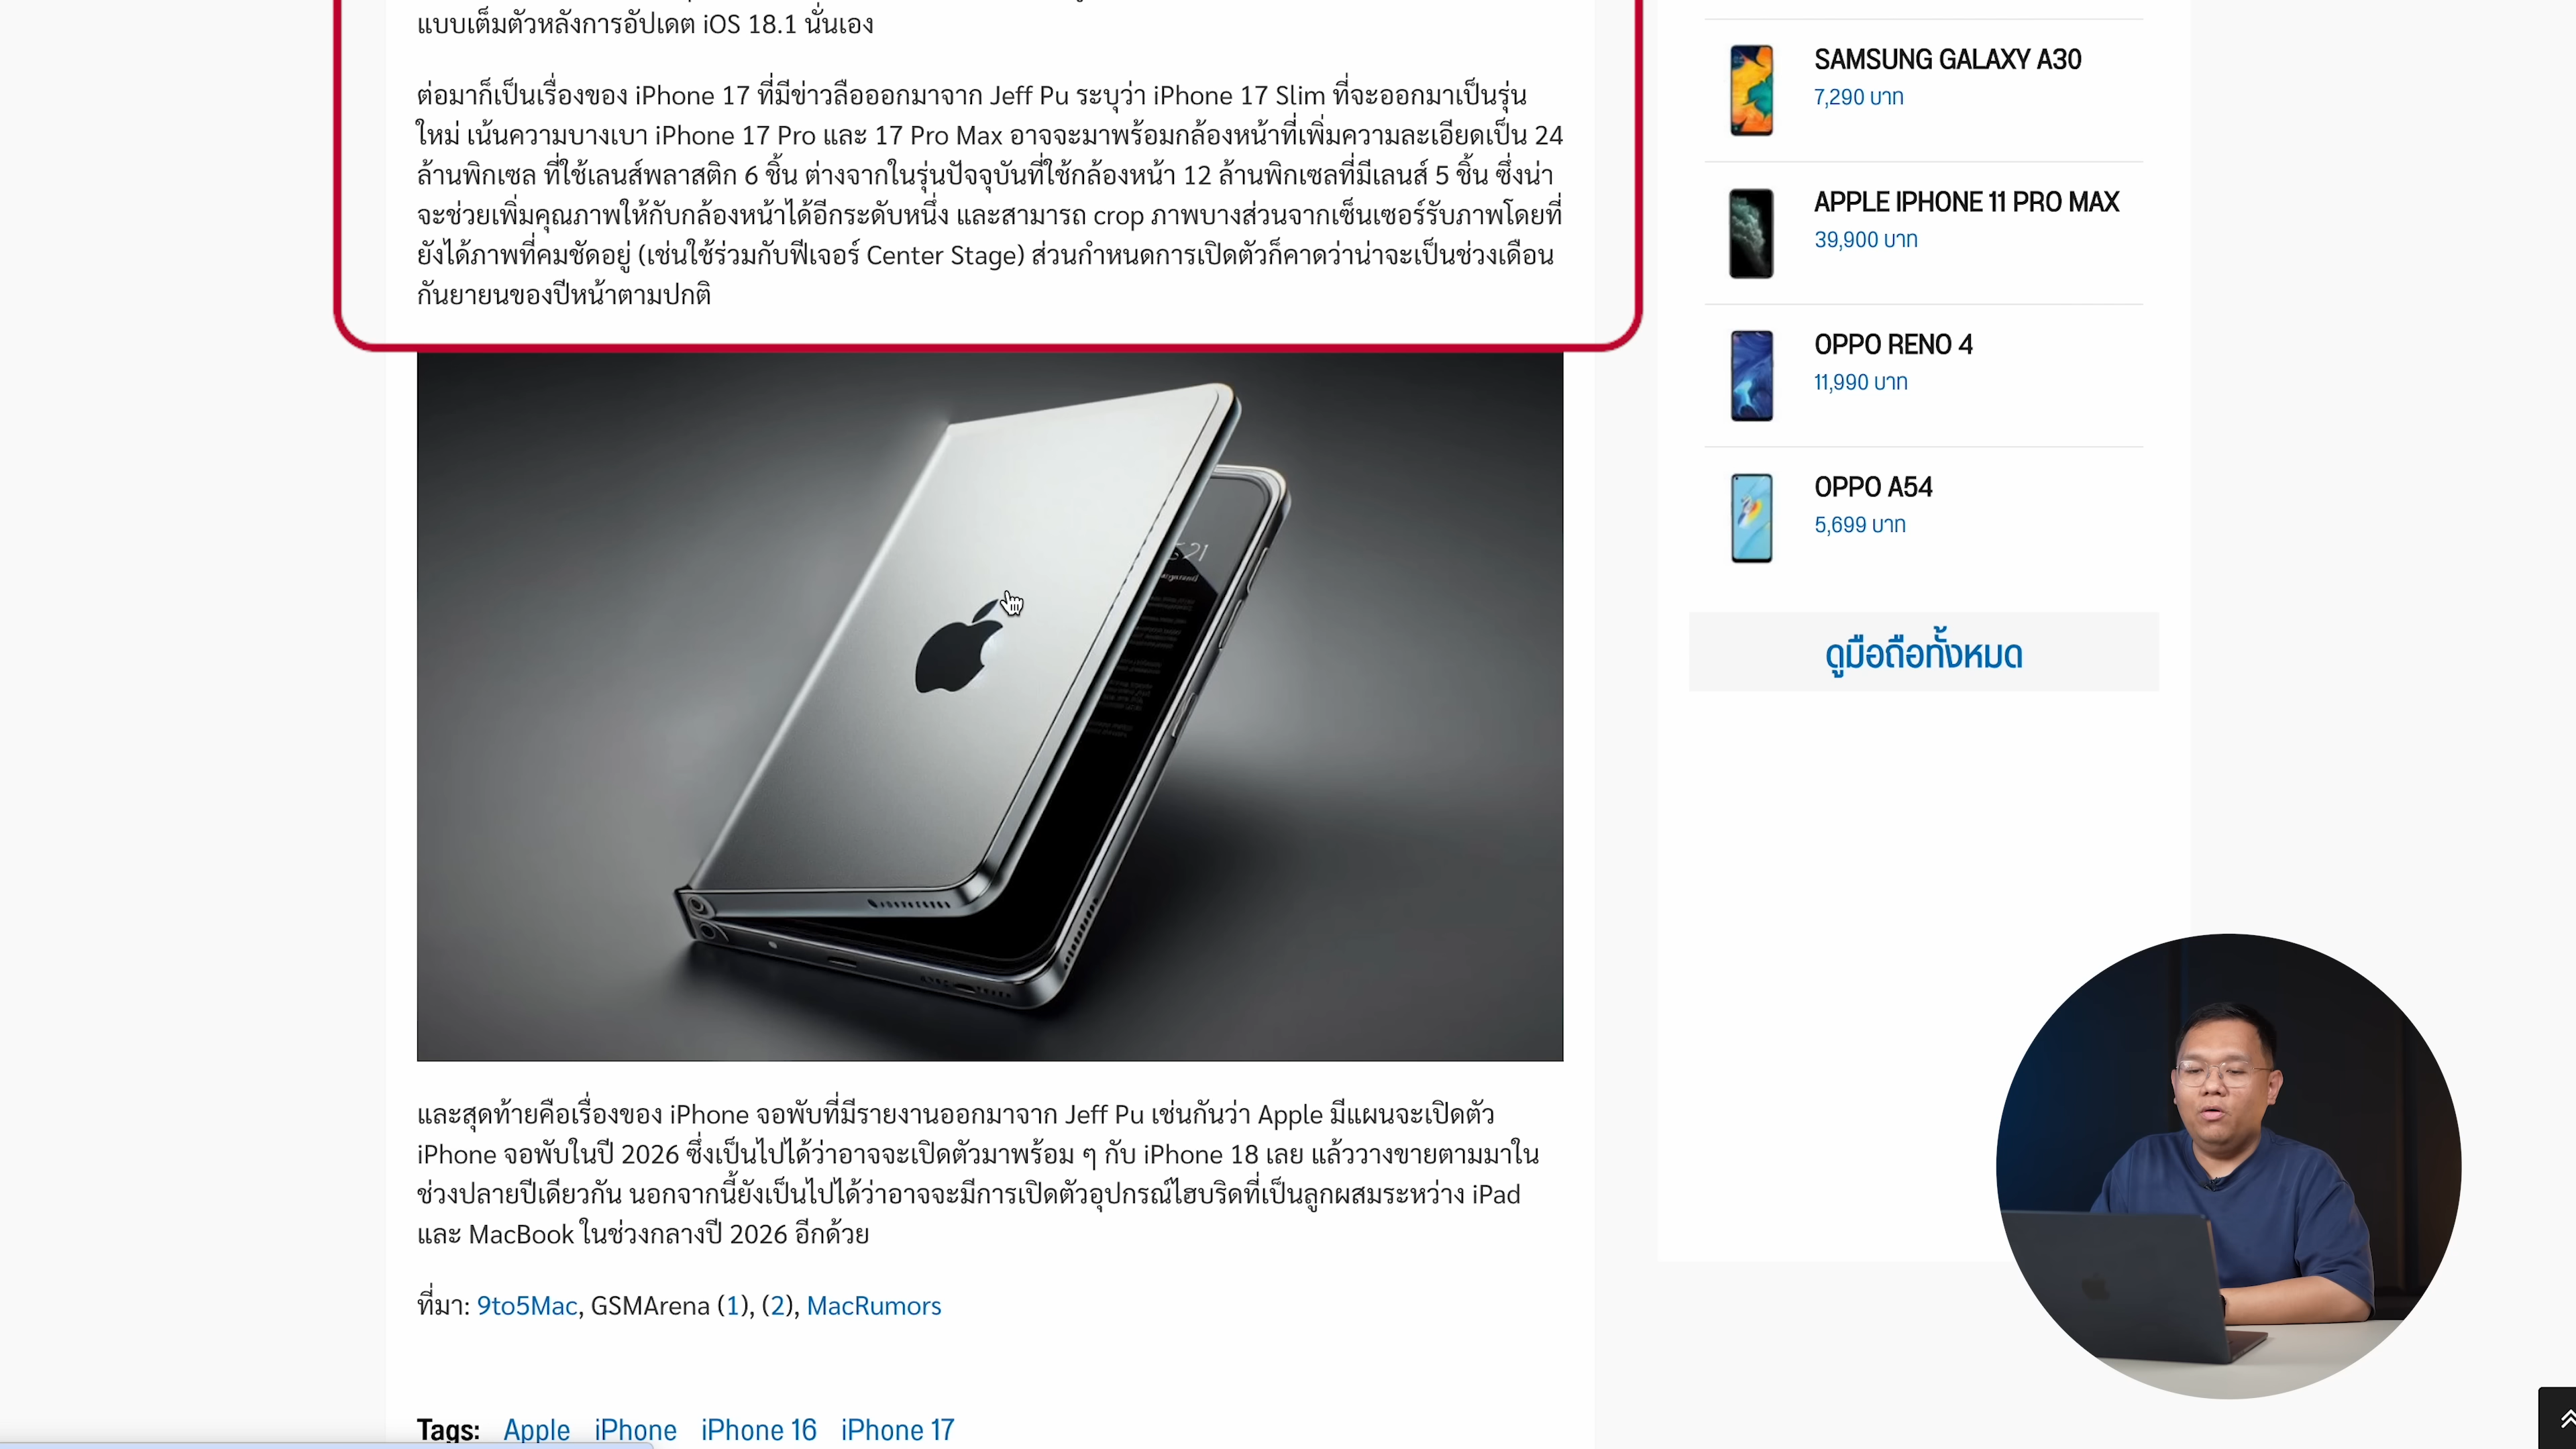 แบบเต็มตัวหลังการอัปเดต iOS 18.1 นั่นเอง
ต่อมาก็เป็นเรื่องของ iPhone 17 ที่มีข่าวลือออกมาจาก Jeff Pu ระบุว่า iPhone 17 Slim ที่จะออกมาเป็นรุ่น
ใหม่ เน้นความบางเบา iPhone 17 Pro และ 17 Pro Max อาจจะมาพร้อมกล้องหน้าที่เพิ่มความละเอียดเป็น 24
ล้านพิกเซล ที่ใช้เลนส์พลาสติก 6 ชิ้น ต่างจากในรุ่นปัจจุบันที่ใช้กล้องหน้า 12 ล้านพิกเซลที่มีเลนส์ 5 ชิ้น ซึ่งน่า
จะช่วยเพิ่มคุณภาพให้กับกล้องหน้าได้อีกระดับหนึ่ง และสามารถ crop ภาพบางส่วนจากเซ็นเซอร์รับภาพโดยที่
ยังได้ภาพที่คมชัดอยู่ (เช่นใช้ร่วมกับฟีเจอร์ Center Stage) ส่วนกำหนดการเปิดตัวก็คาดว่าน่าจะเป็นช่วงเดือน
กันยายนของปีหน้าตามปกติ
และสุดท้ายคือเรื่องของ iPhone จอพับที่มีรายงานออกมาจาก Jeff Pu เช่นกันว่า Apple มีแผนจะเปิดตัว
iPhone จอพับในปี 2026 ซึ่งเป็นไปได้ว่าอาจจะเปิดตัวมาพร้อม ๆ กับ iPhone 18 เลย แล้ววางขายตามมาใน
ช่วงปลายปีเดียวกัน นอกจากนี้ยังเป็นไปได้ว่าอาจจะมีการเปิดตัวอุปกรณ์ไฮบริดที่เป็นลูกผสมระหว่าง iPad
และ MacBook ในช่วงกลางปี 2026 อีกด้วย
ที่มา: 9to5Mac, GSMArena (1), (2), MacRumors
Tags: Apple iPhone iPhone 16 iPhone 17
SAMSUNG GALAXY A30
7,290 บาท
APPLE IPHONE 11 PRO MAX
39,900 บาท
OPPO RENO 4
11,990 บาท
OPPO A54
5,699 บาท
ดูมือถือทั้งหมด